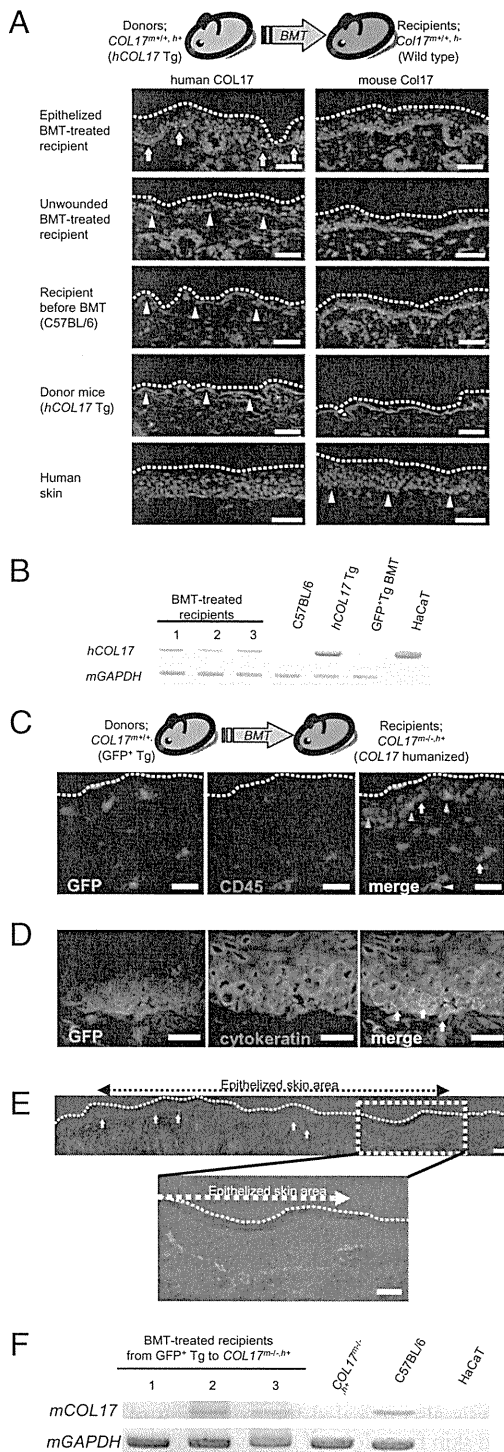 A
Donors;
COL17m+/+, h+
(hCOL17 Tg)
BMT
Recipients;
Col17m+/+, h-
(Wild type)
human COL17
mouse Col17
Epithelized
BMT-treated
recipient
Unwounded
BMT-treated
recipient
Recipient
before BMT
(C57BL/6)
Donor mice
(hCOL17 Tg)
Human
skin
B
BMT-treated
recipients
1 2 3
C57BL/6
hCOL17 Tg
GFP+Tg BMT
HaCaT
hCOL17
mGAPDH
C
Donors;
COL17m+/+,
(GFP+ Tg)
BMT
Recipients;
COL17m-/-,h+
(COL17 humanized)
GFP
CD45
merge
D
GFP
cytokeratin
merge
E
Epithelized skin area
Epithelized skin area
F
BMT-treated recipients
from GFP+ Tg to COL17m-/-,h+
1 2 3
COL17m-/-
,h+
C57BL/6
HaCaT
mCOL17
mGAPDH